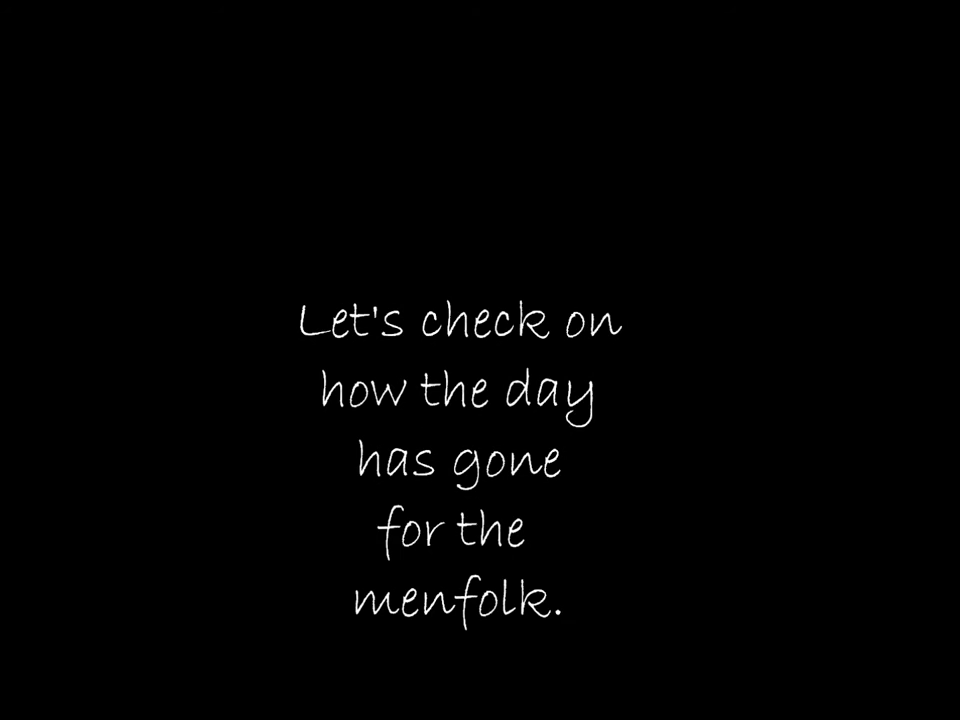 Let's check on
how the day
has gone
for the
menfolk.